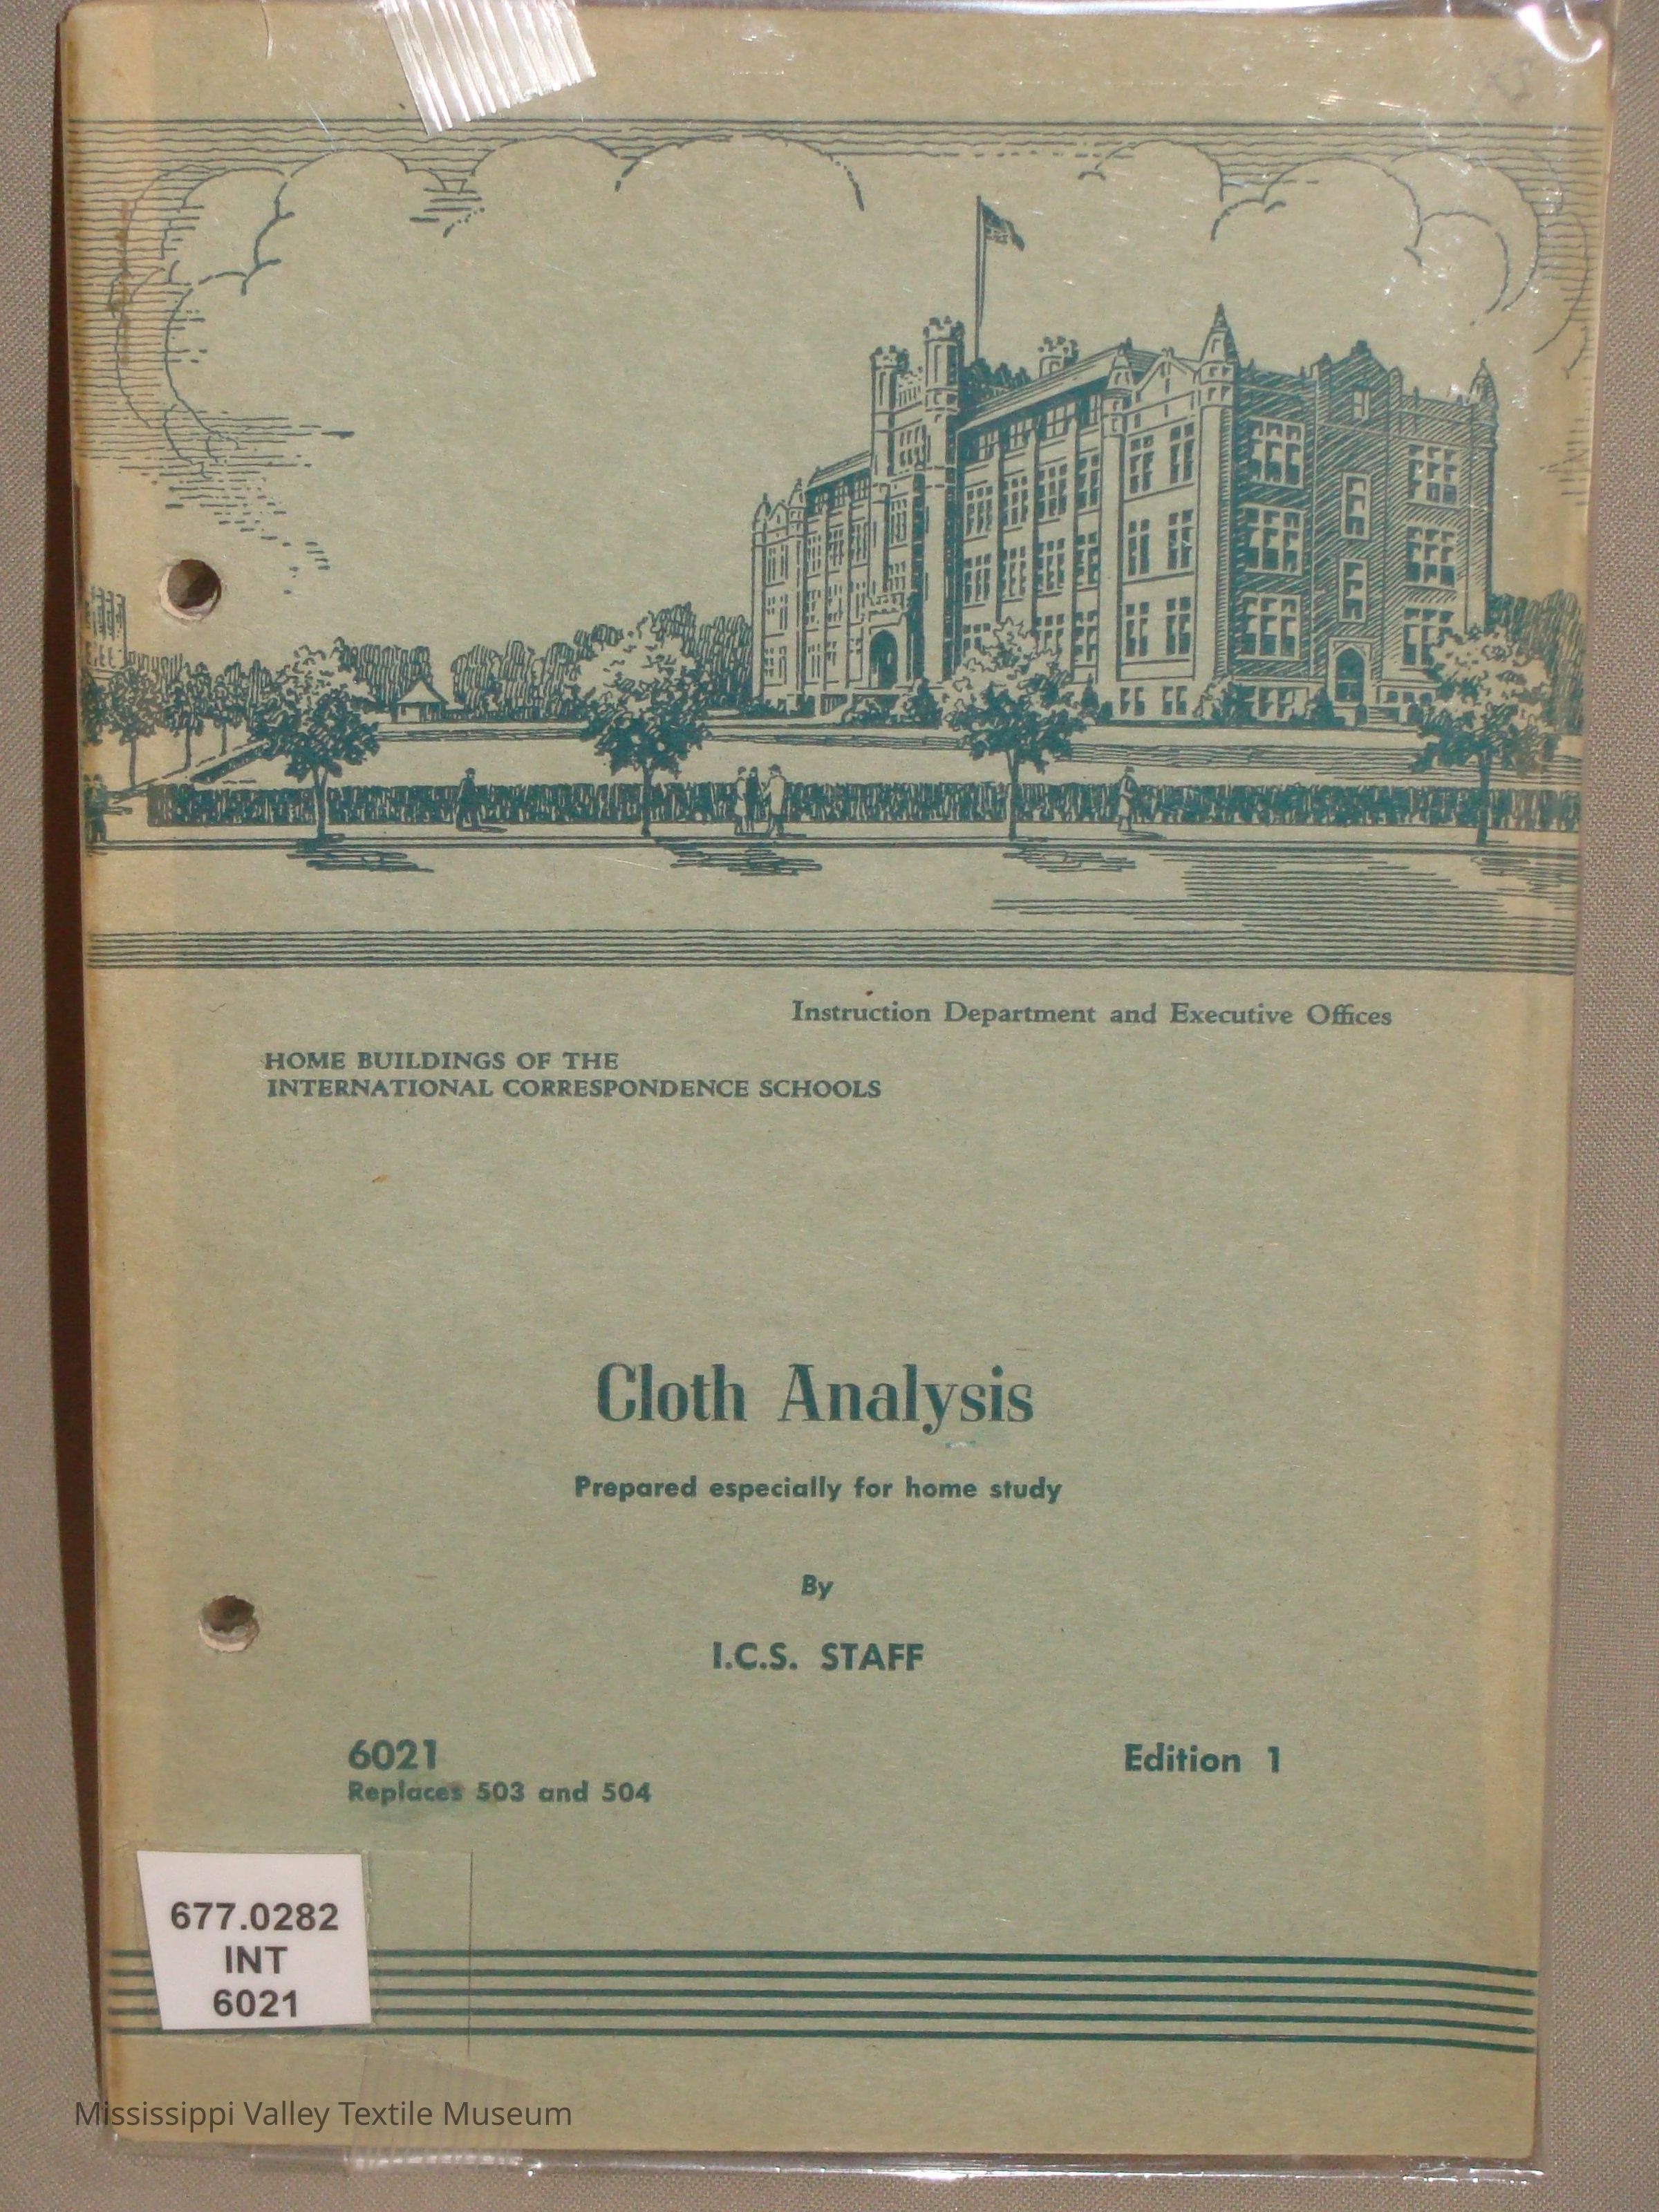 Instruction Department and Executive Offices
HOME BUILDINGS OF THE
INTERNATIONAL CORRESPONDENCE SCHOOLS
Cloth Analysis
Prepared especially for home study
By
I.C.S. STAFF
6021
Edition 1
Replaces 503 and 504
677.0282
INT
6021
Mississippi Valley Textile Museum